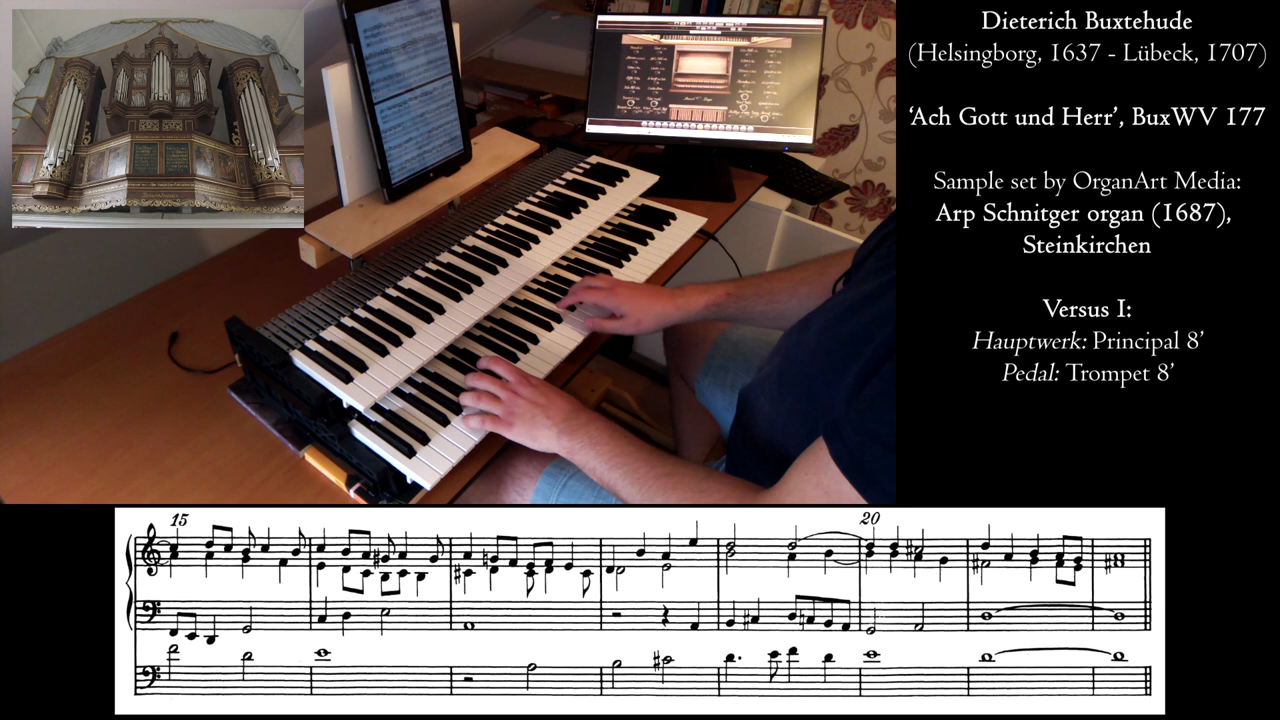 Dieterich Buxtehude
(Helsingborg, 1637 - Lübeck, 1707)
‘Ach Gott und Herr’, BuxWV 177
Sample set by OrganArt Media:
Arp Schnitger organ (1687),
Steinkirchen
Versus I:
Hauptwerk: Principal 8’
Pedal: Trompet 8’
15
20